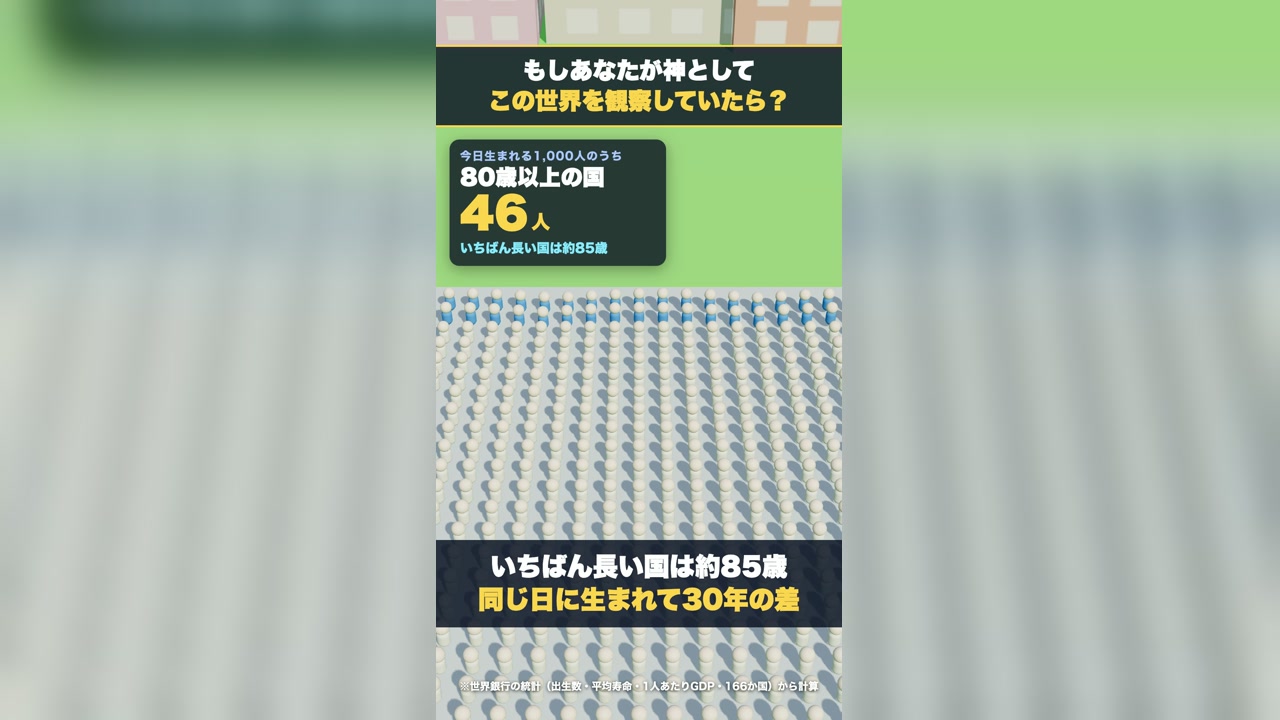 もしあなたが神として
この世界を観察していたら？
今日生まれる1,000人のうち
80歳以上の国
46人
いちばん長い国は約85歳
いちばん長い国は約85歳
同じ日に生まれて30年の差
※世界銀行の統計（出生数・平均寿命・1人あたりGDP・166か国）から計算